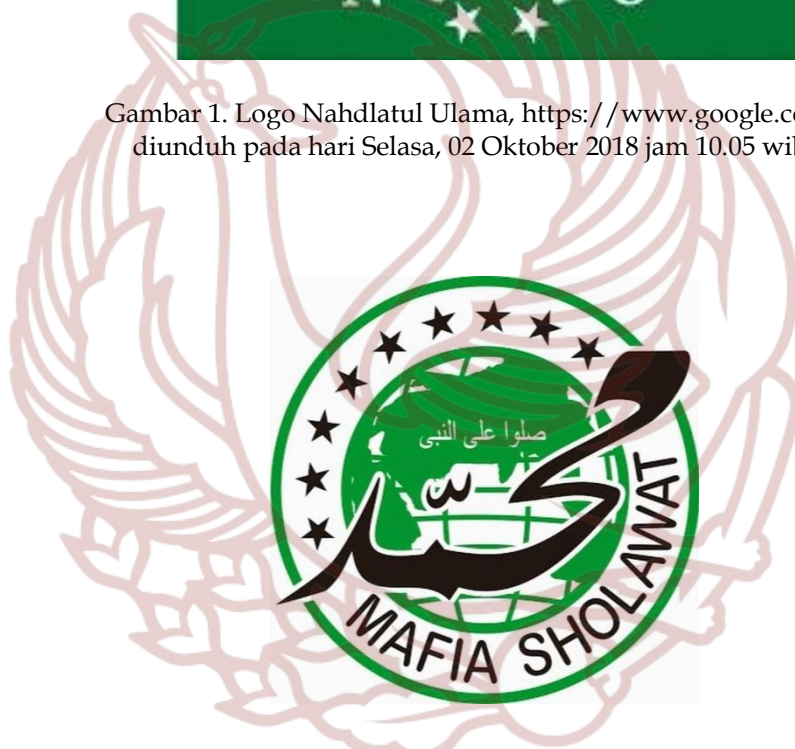 Gambar 1. Logo Nahdlatul Ulama, https://www.google.co
diunduh pada hari Selasa, 02 Oktober 2018 jam 10.05 wi
صلوا على النبى
محمد
MAFIA SHOLAWAT